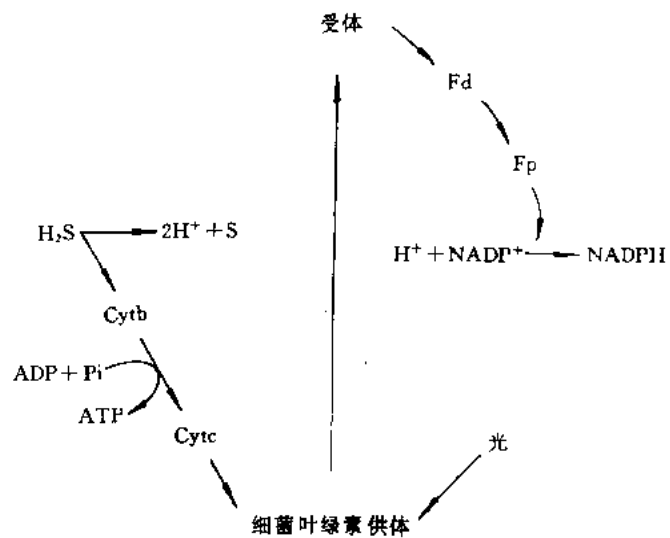 受体
Fd
Fp
H₂S → 2H⁺ + S
H⁺ + NADP⁺ → NADPH
Cytb
ADP + Pi
ATP
Cytc
光
细菌叶绿素供体